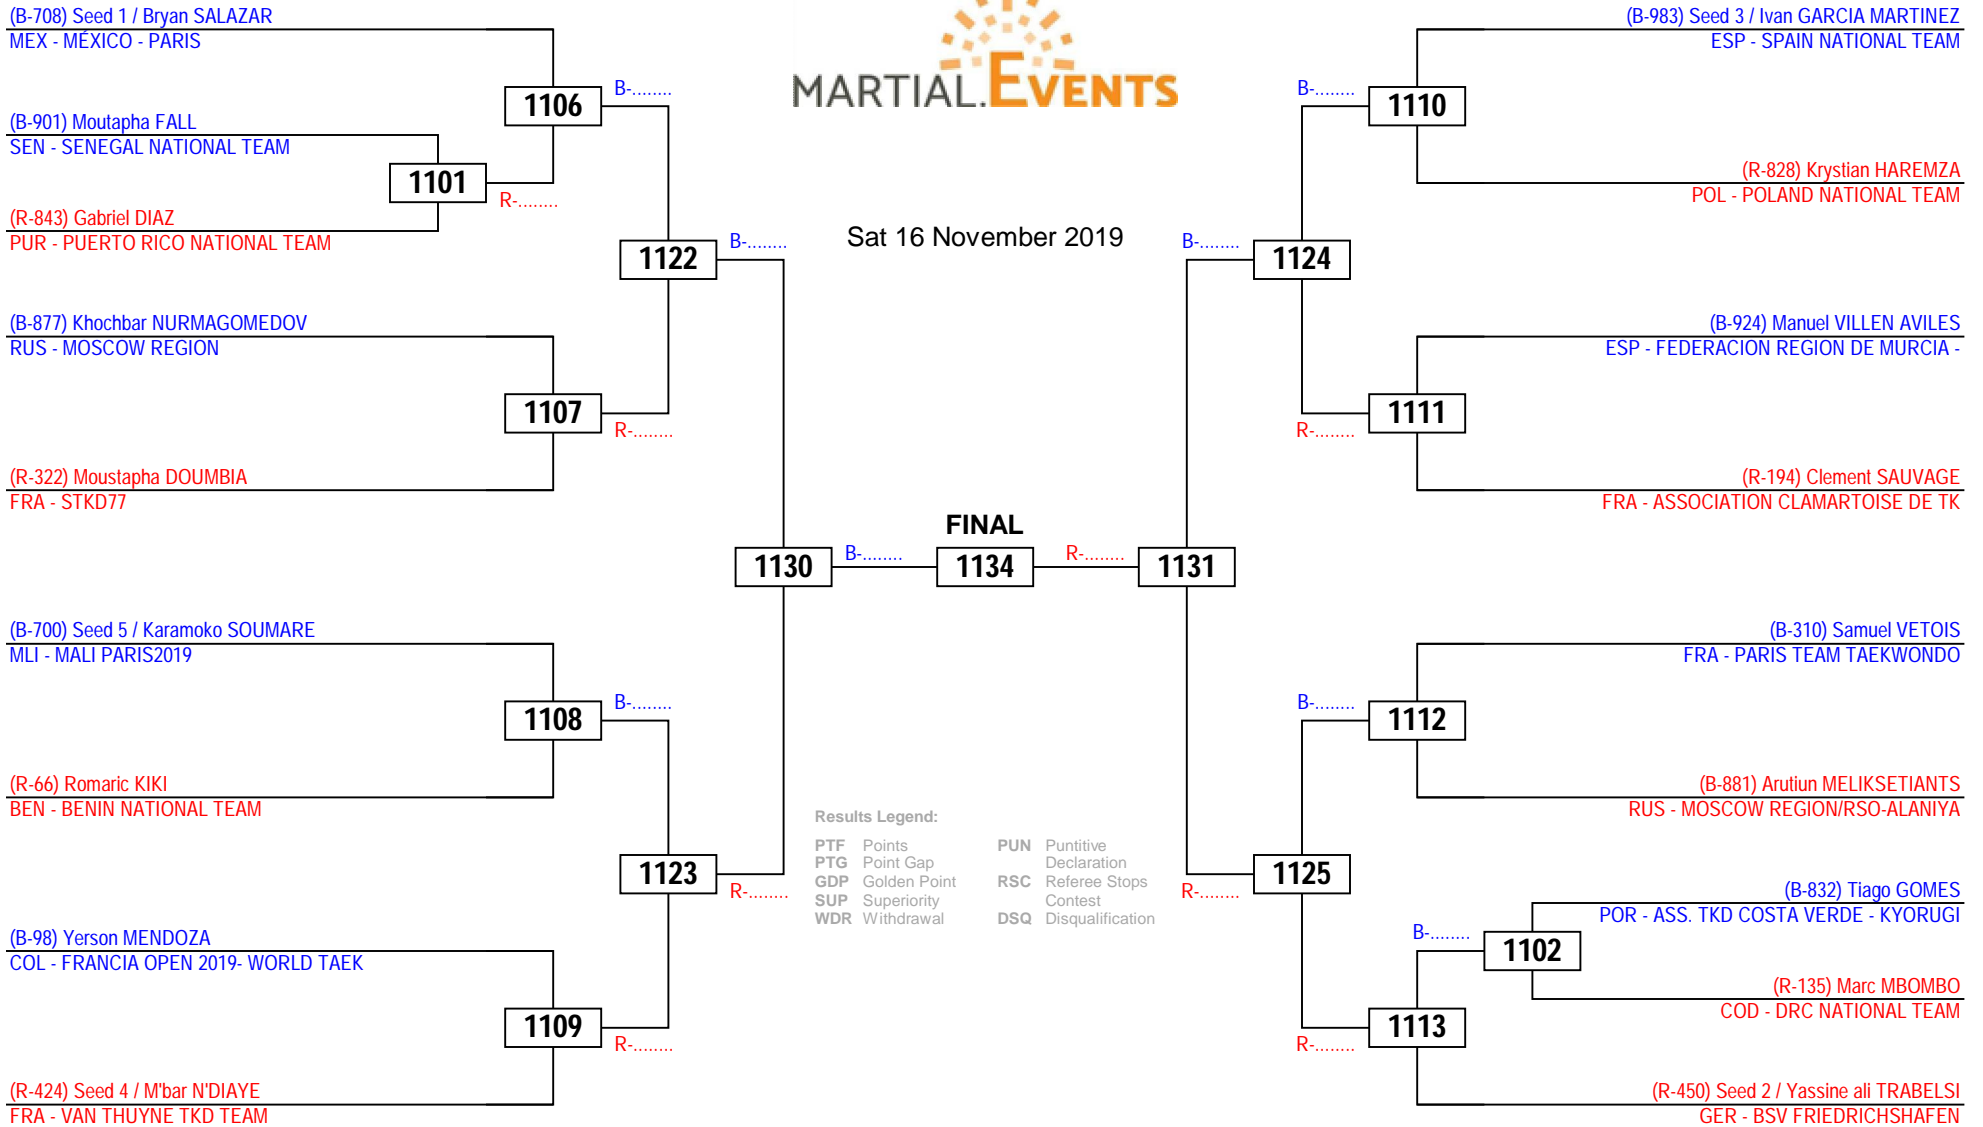 (B-708) Seed 1 / Bryan SALAZAR
MEX - MÉXICO - PARIS
(B-901) Moutapha FALL
SEN - SENEGAL NATIONAL TEAM
(R-843) Gabriel DIAZ
PUR - PUERTO RICO NATIONAL TEAM
(B-877) Khochbar NURMAGOMEDOV
RUS - MOSCOW REGION
(R-322) Moustapha DOUMBIA
FRA - STKD77
(B-700) Seed 5 / Karamoko SOUMARE
MLI - MALI PARIS2019
(R-66) Romaric KIKI
BEN - BENIN NATIONAL TEAM
(B-98) Yerson MENDOZA
COL - FRANCIA OPEN 2019- WORLD TAEK
(R-424) Seed 4 / M'bar N'DIAYE
FRA - VAN THUYNE TKD TEAM
1101
R-........
1106
B-........
1107
R-........
1108
B-........
1109
R-........
1122
B-........
1123
R-........
MARTIAL.EVENTS
Sat 16 November 2019
1130
B-........
FINAL
1134
R-........
1131
Results Legend:
PTF Points
PTG Point Gap
GDP Golden Point
SUP Superiority
WDR Withdrawal
PUN Puntitive
Declaration
RSC Referee Stops
Contest
DSQ Disqualification
B-........
1124
R-........
1125
B-........
1110
R-........
1111
B-........
1112
R-........
1113
B-........
1102
(B-983) Seed 3 / Ivan GARCIA MARTINEZ
ESP - SPAIN NATIONAL TEAM
(R-828) Krystian HAREMZA
POL - POLAND NATIONAL TEAM
(B-924) Manuel VILLEN AVILES
ESP - FEDERACION REGION DE MURCIA -
(R-194) Clement SAUVAGE
FRA - ASSOCIATION CLAMARTOISE DE TK
(B-310) Samuel VETOIS
FRA - PARIS TEAM TAEKWONDO
(B-881) Arutiun MELIKSETIANTS
RUS - MOSCOW REGION/RSO-ALANIYA
(B-832) Tiago GOMES
POR - ASS. TKD COSTA VERDE - KYORUGI
(R-135) Marc MBOMBO
COD - DRC NATIONAL TEAM
(R-450) Seed 2 / Yassine ali TRABELSI
GER - BSV FRIEDRICHSHAFEN